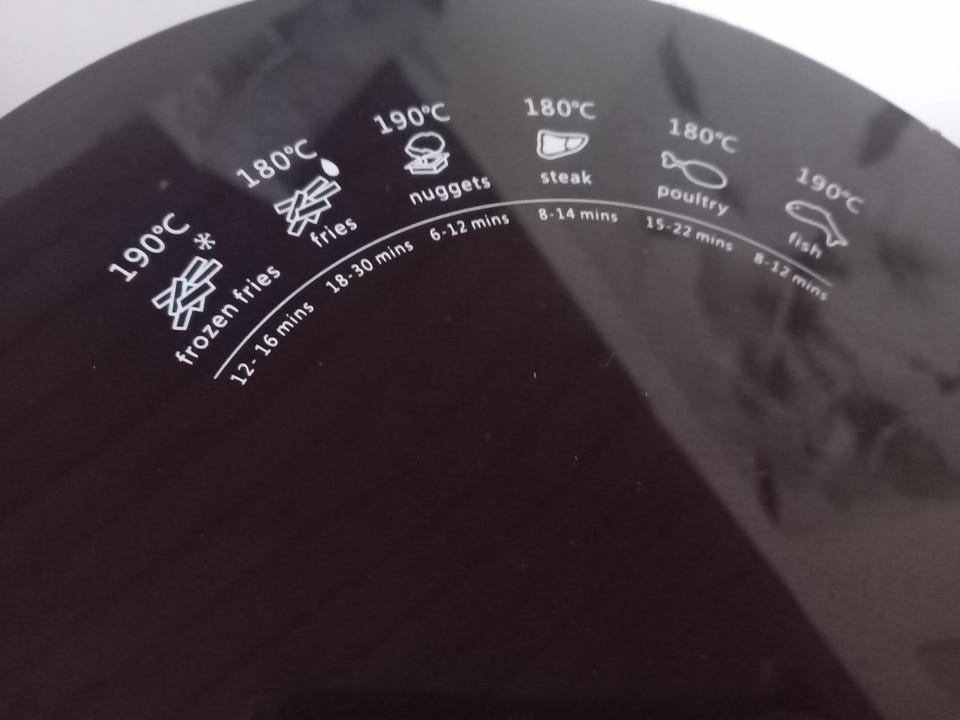 190°C
frozen fries
12- 16 mins
180°C
fries
18-30 mins
190°C
nuggets
6-12 mins
180°C
steak
8-14 mins
180°C
poultry
15-22 mins
190°C
fish
8-12 mins